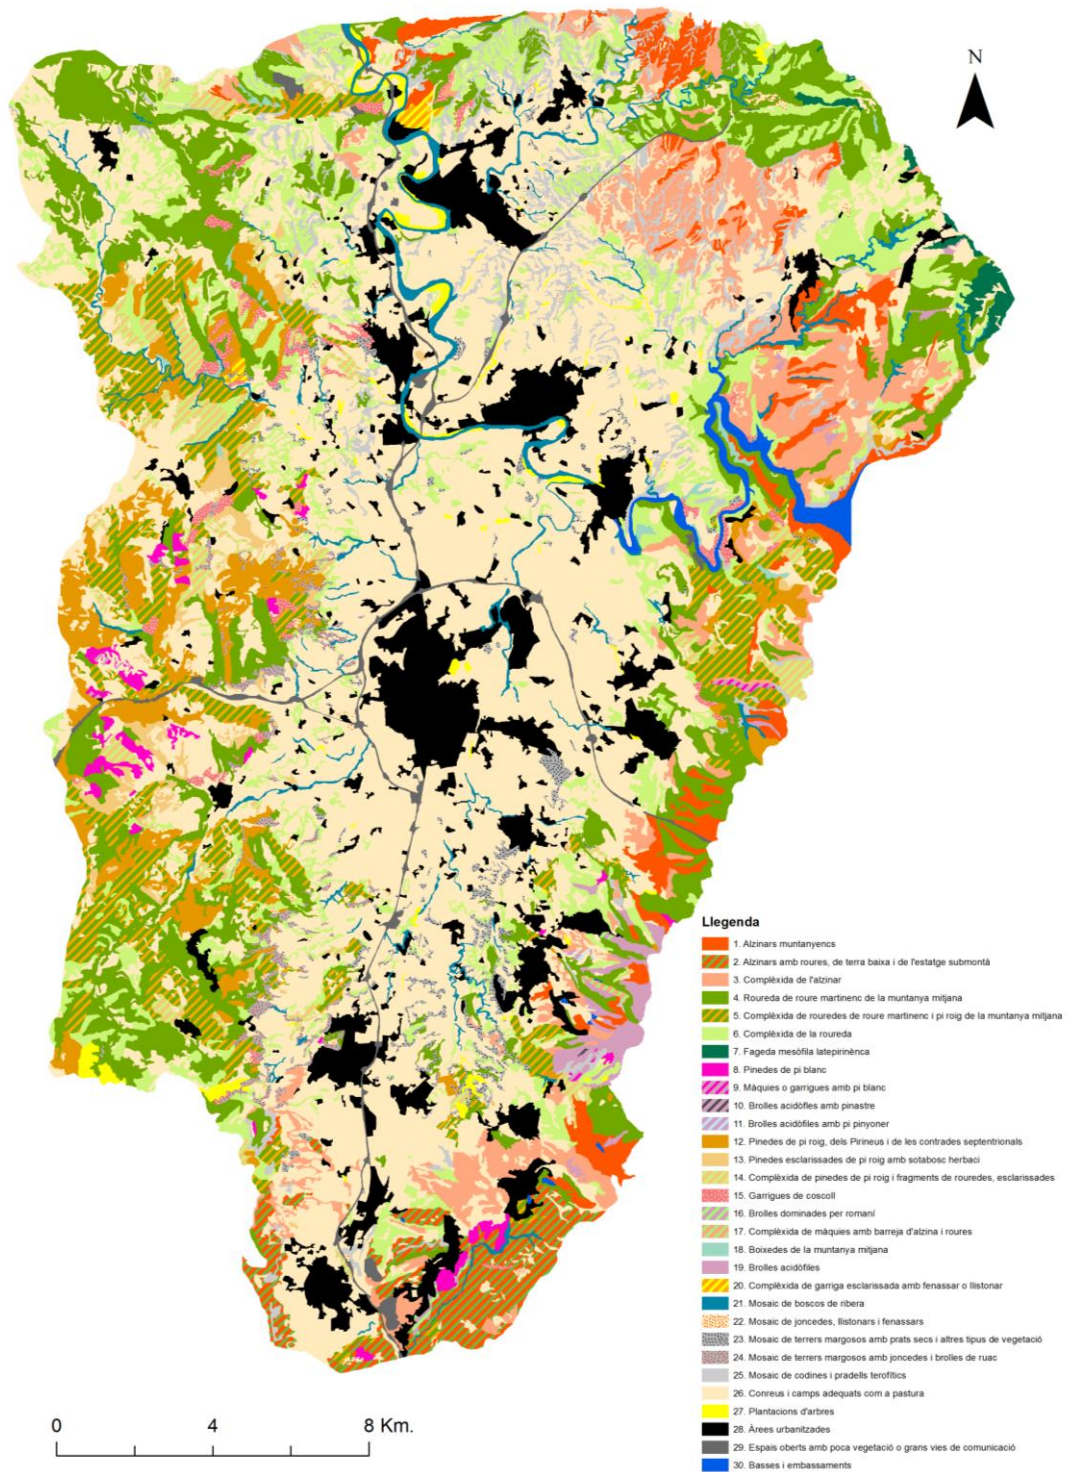 N
Llegenda
1. Alzinars muntanyencs
2. Alzinars amb roures, de terra baixa i de l'estatge submontà
3. Complèxida de l'alzinar
4. Roureda de roure martinenc de la muntanya mitjana
5. Complèxida de rouredes de roure martinenc i pi roig de la muntanya mitjana
6. Complèxida de la roureda
7. Fageda mesòfila latepirinènca
8. Pinedes de pi blanc
9. Màquies o garrigues amb pi blanc
10. Brolles acidòfles amb pinastre
11. Brolles acidòfiles amb pi pinyoner
12. Pinedes de pi roig, dels Pirineus i de les contrades septentrionals
13. Pinedes esclarissades de pi roig amb sotabosc herbaci
14. Complèxida de pinedes de pi roig i fragments de rouredes, esclarissades
15. Garrigues de coscoll
16. Brolles dominades per romaní
17. Complèxida de màquies amb barreja d'alzina i roures
18. Boixedes de la muntanya mitjana
19. Brolles acidòfiles
20. Complèxida de garriga esclarissada amb fenassar o llistonar
21. Mosaic de boscos de ribera
22. Mosaic de joncedes, llistonars i fenassars
23. Mosaic de terrers margosos amb prats secs i altres tipus de vegetació
24. Mosaic de terrers margosos amb joncedes i brolles de ruac
25. Mosaic de codines i pradells terofítics
26. Conreus i camps adequats com a pastura
27. Plantacions d'arbres
28. Àrees urbanitzades
29. Espais oberts amb poca vegetació o grans vies de comunicació
30. Basses i embassaments
0 4 8 Km.